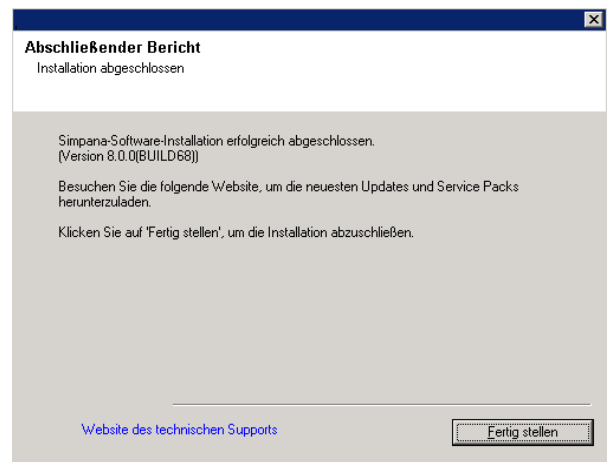 Abschließender Bericht
Installation abgeschlossen
Simpana-Software-Installation erfolgreich abgeschlossen.
(Version 8.0.0(BUILD68))
Besuchen Sie die folgende Website, um die neuesten Updates und Service Packs
herunterzuladen.
Klicken Sie auf 'Fertig stellen', um die Installation abzuschließen.
Website des technischen Supports
Fertig stellen